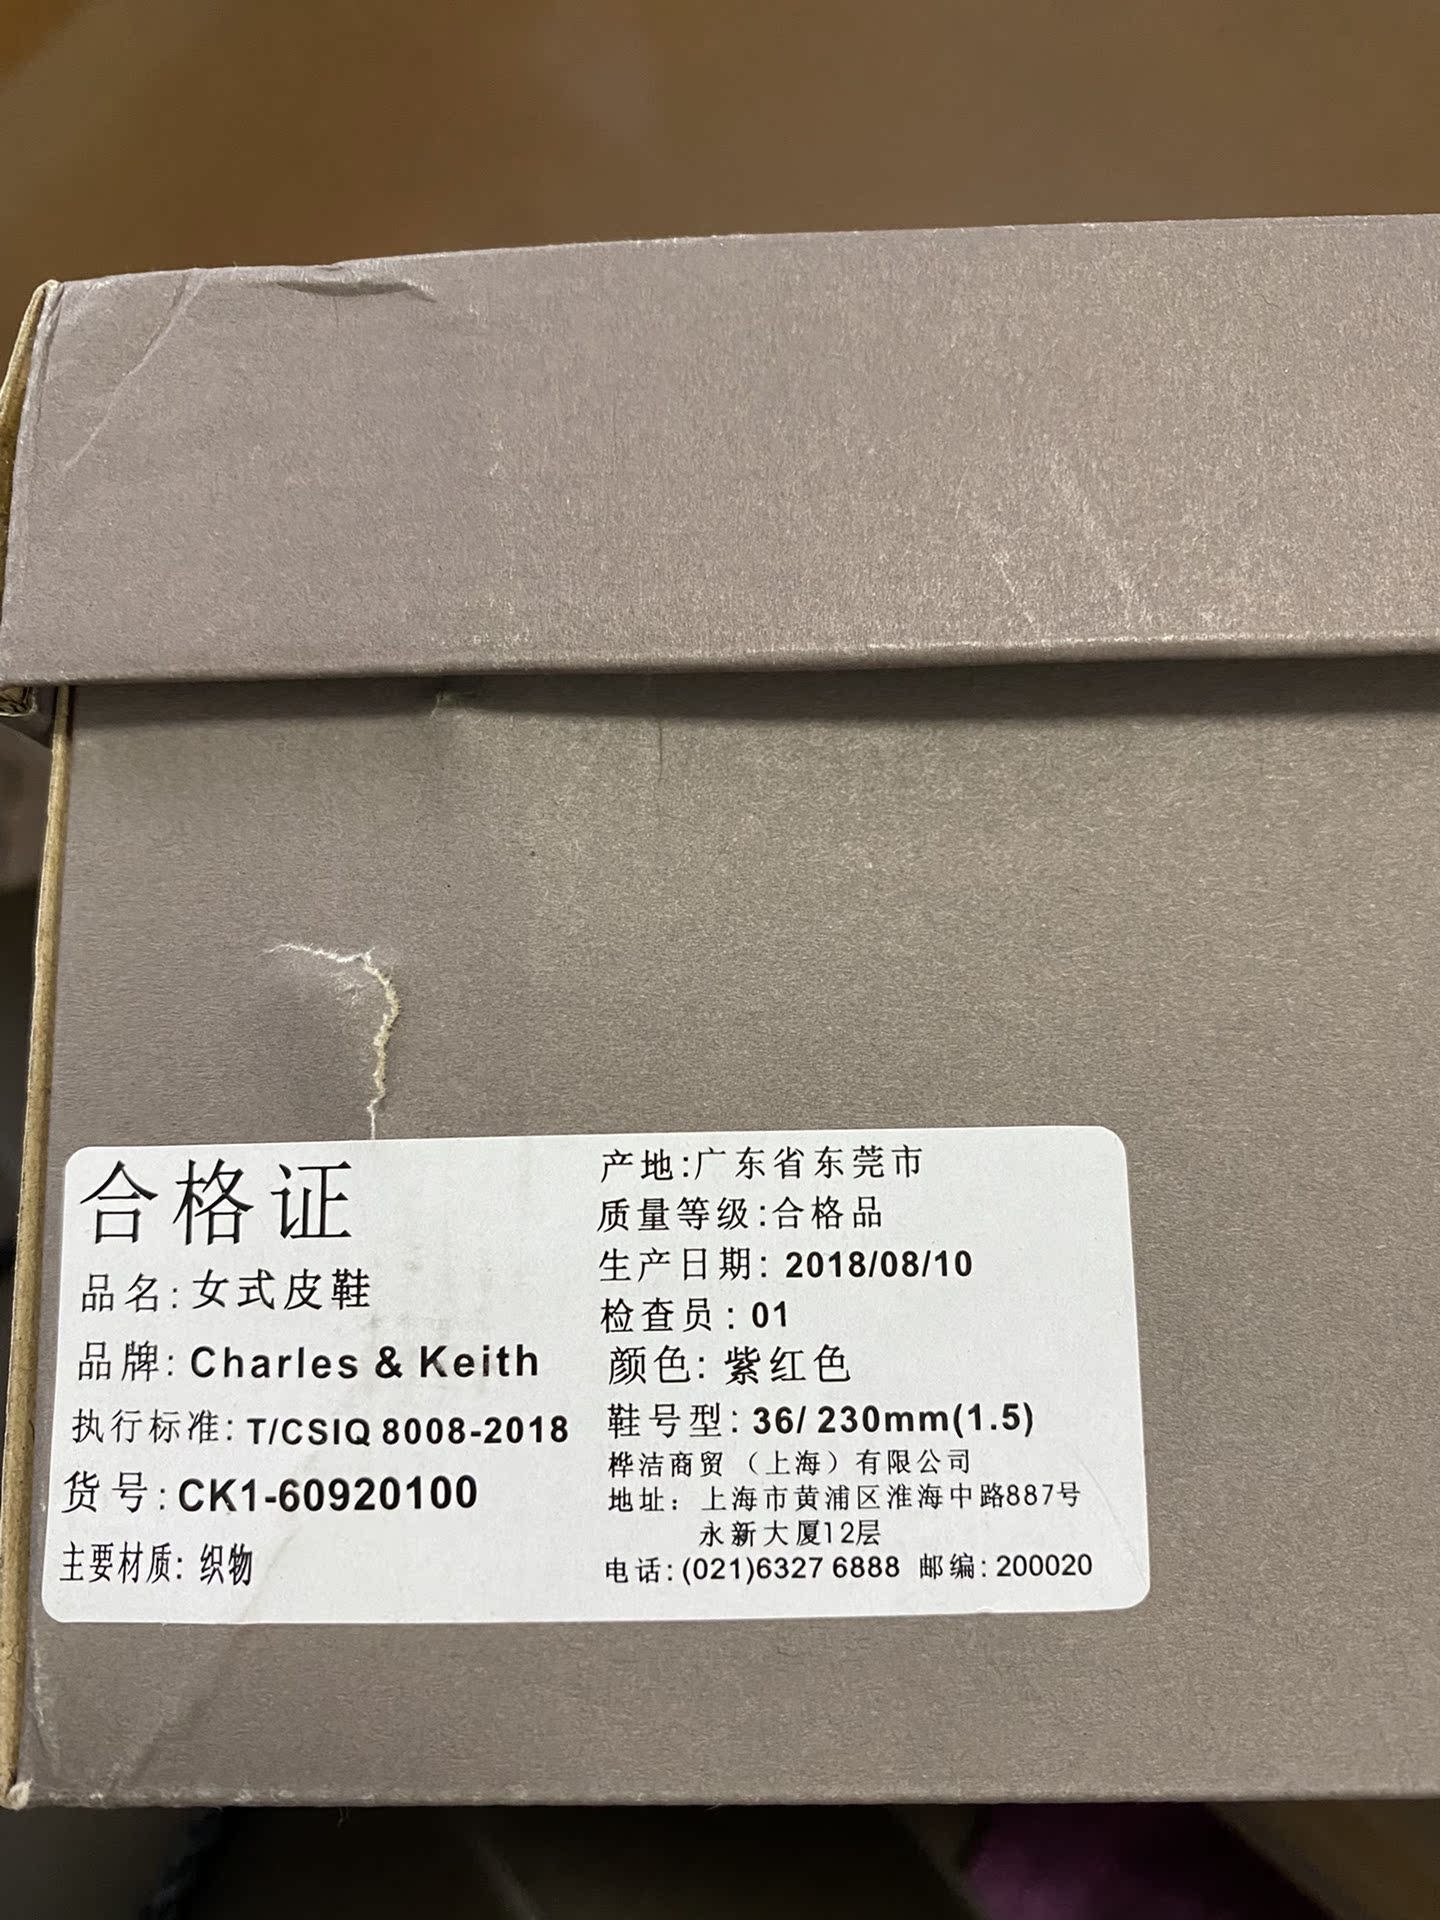 合格证
品名:女式皮鞋
品牌: Charles & Keith
执行标准: T/CSIQ 8008-2018
货号:CK1-60920100
主要材质: 织物
产地:广东省东莞市
质量等级:合格品
生产日期: 2018/08/10
检查员: 01
颜色: 紫红色
鞋号型: 36/ 230mm(1.5)
桦洁商贸（上海）有限公司
地址: 上海市黄浦区淮海中路887号
永新大厦12层
电话:(021)6327 6888 邮编:200020